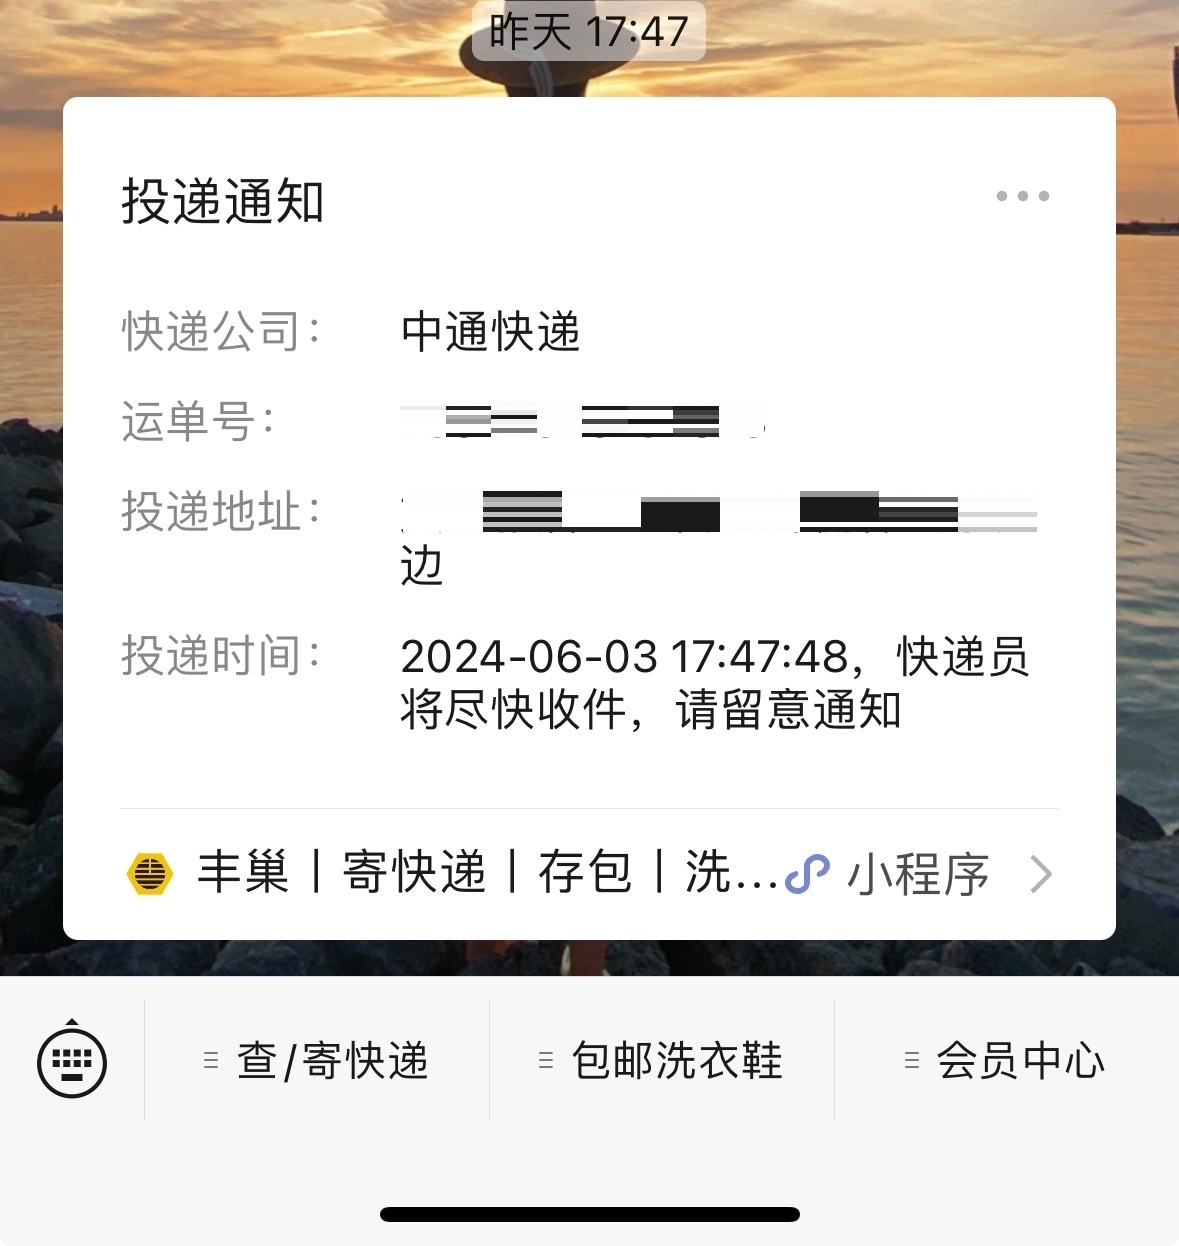 昨天 17:47
投递通知
快递公司：
中通快递
运单号：
投递地址：
边
投递时间：
2024-06-03 17:47:48，快递员
将尽快收件，请留意通知
丰巢丨寄快递丨存包丨洗...
小程序
查/寄快递
包邮洗衣鞋
会员中心